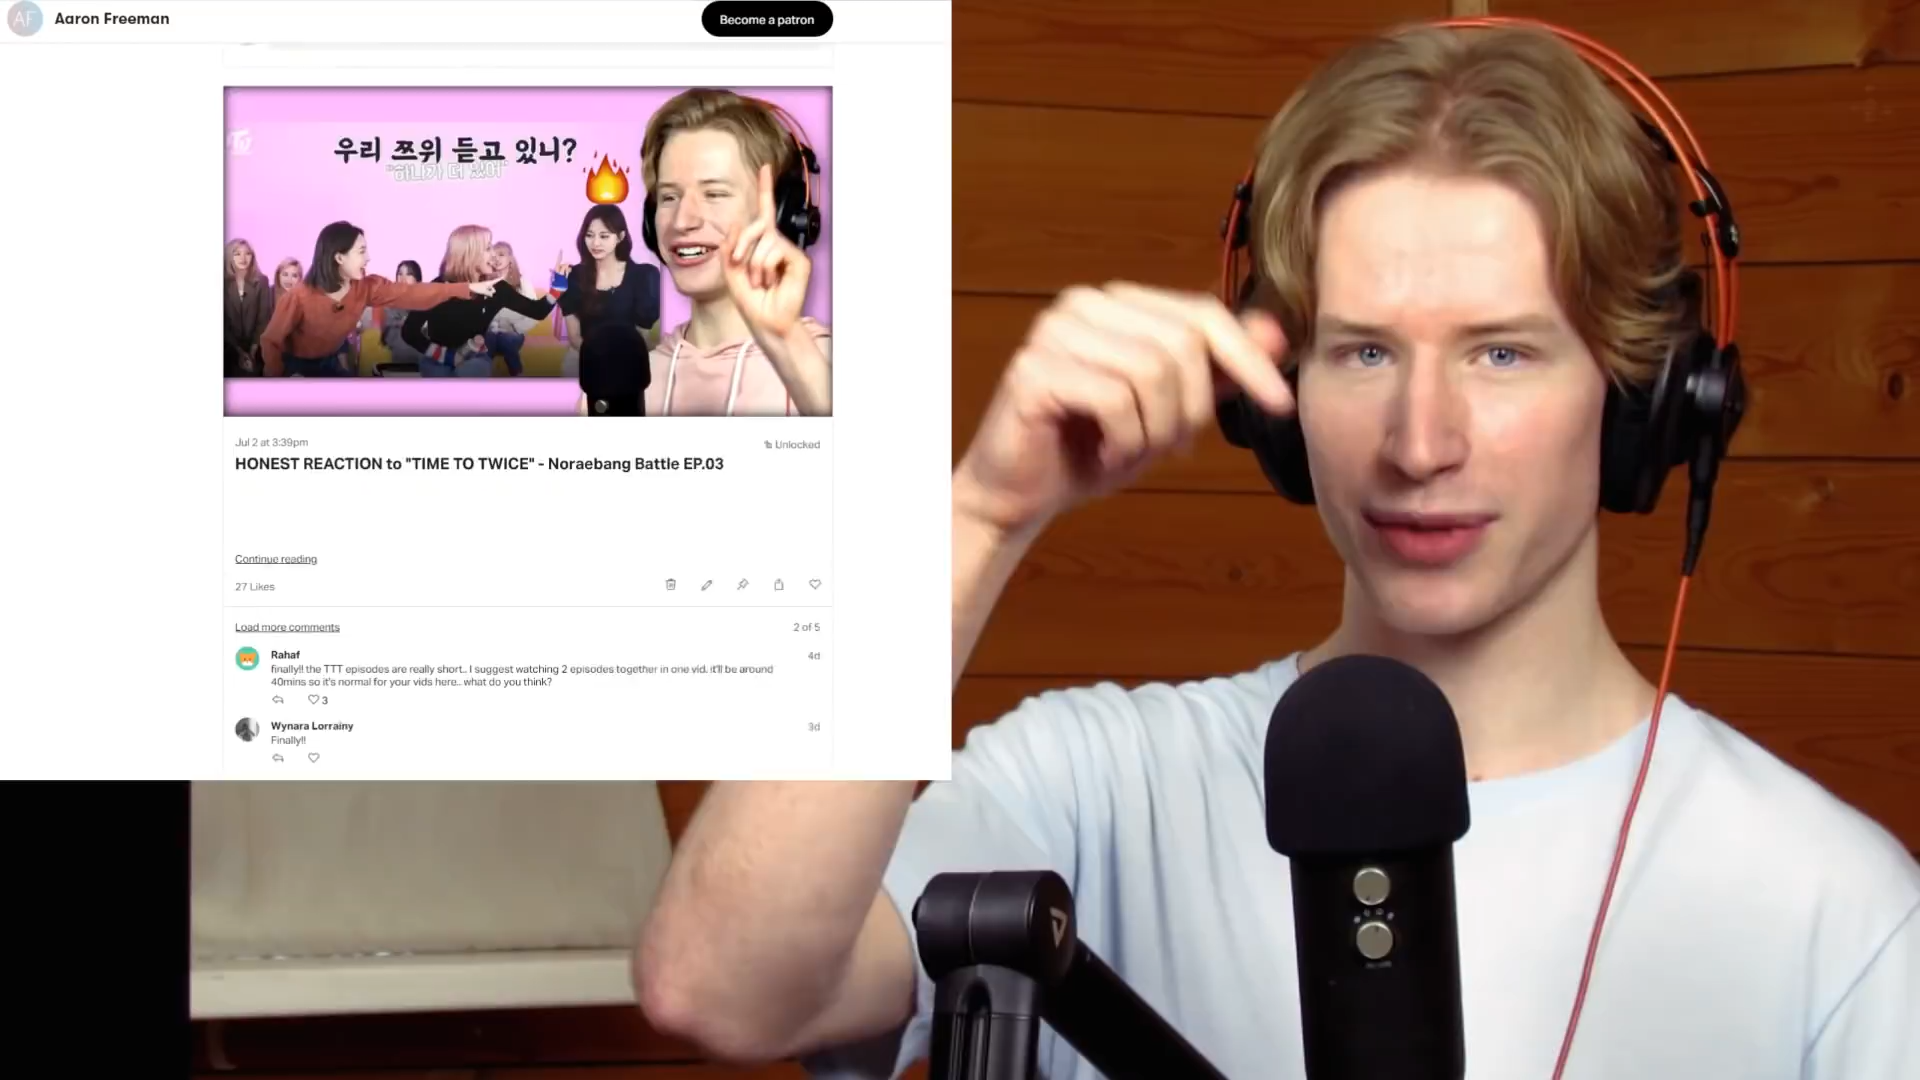 AF
Aaron Freeman
Become a patron
우리 쯔위 듣고 있니?
Jul 2 at 3:39pm
Unlocked
HONEST REACTION to "TIME TO TWICE" - Noraebang Battle EP.03
Continue reading
27 Likes
Load more comments
2 of 5
Rahaf
4d
finally!! the TTT episodes are really short.. I suggest watching 2 episodes together in one vid. it'll be around
40mins so it's normal for your vids here.. what do you think?
3
Wynara Lorrainy
3d
Finally!!